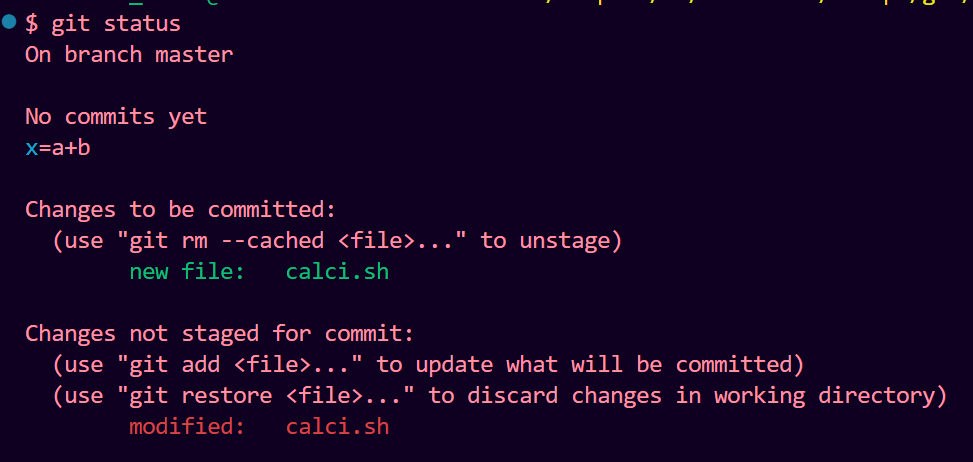 $ git status
On branch master
No commits yet
x=a+b
Changes to be committed:
(use "git rm --cached <file>..." to unstage)
new file: calci.sh
Changes not staged for commit:
(use "git add <file>..." to update what will be committed)
(use "git restore <file>..." to discard changes in working directory)
modified: calci.sh